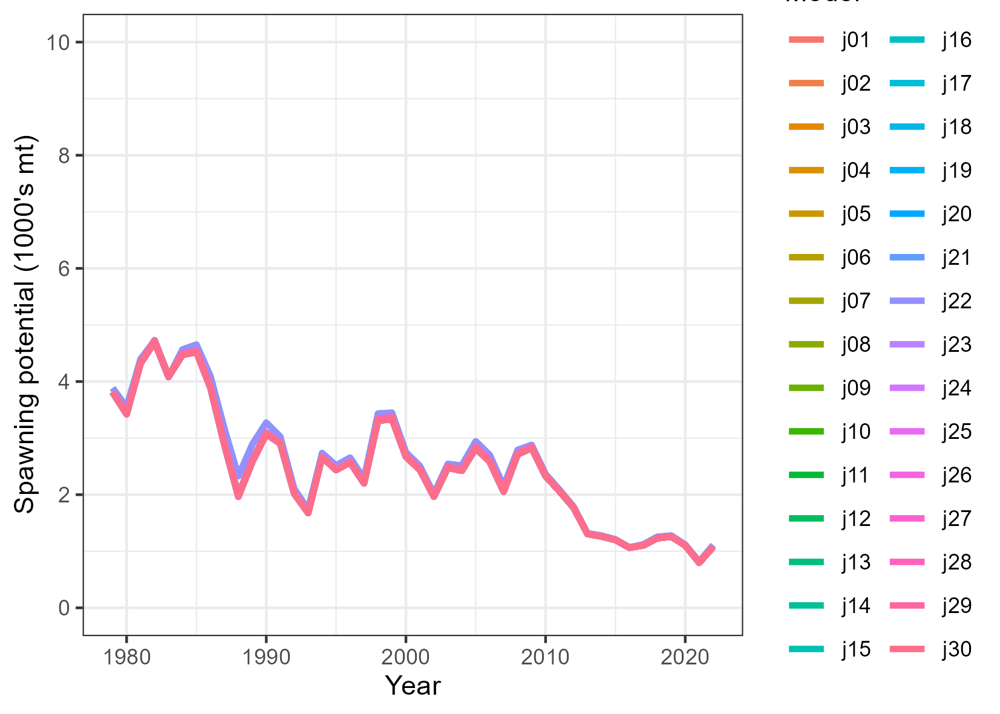 10
8
6
4
2
0
Spawning potential (1000's mt)
1980 1990 2000 2010 2020
Year
j01 j16
j02 j17
j03 j18
j04 j19
j05 j20
j06 j21
j07 j22
j08 j23
j09 j24
j10 j25
j11 j26
j12 j27
j13 j28
j14 j29
j15 j30